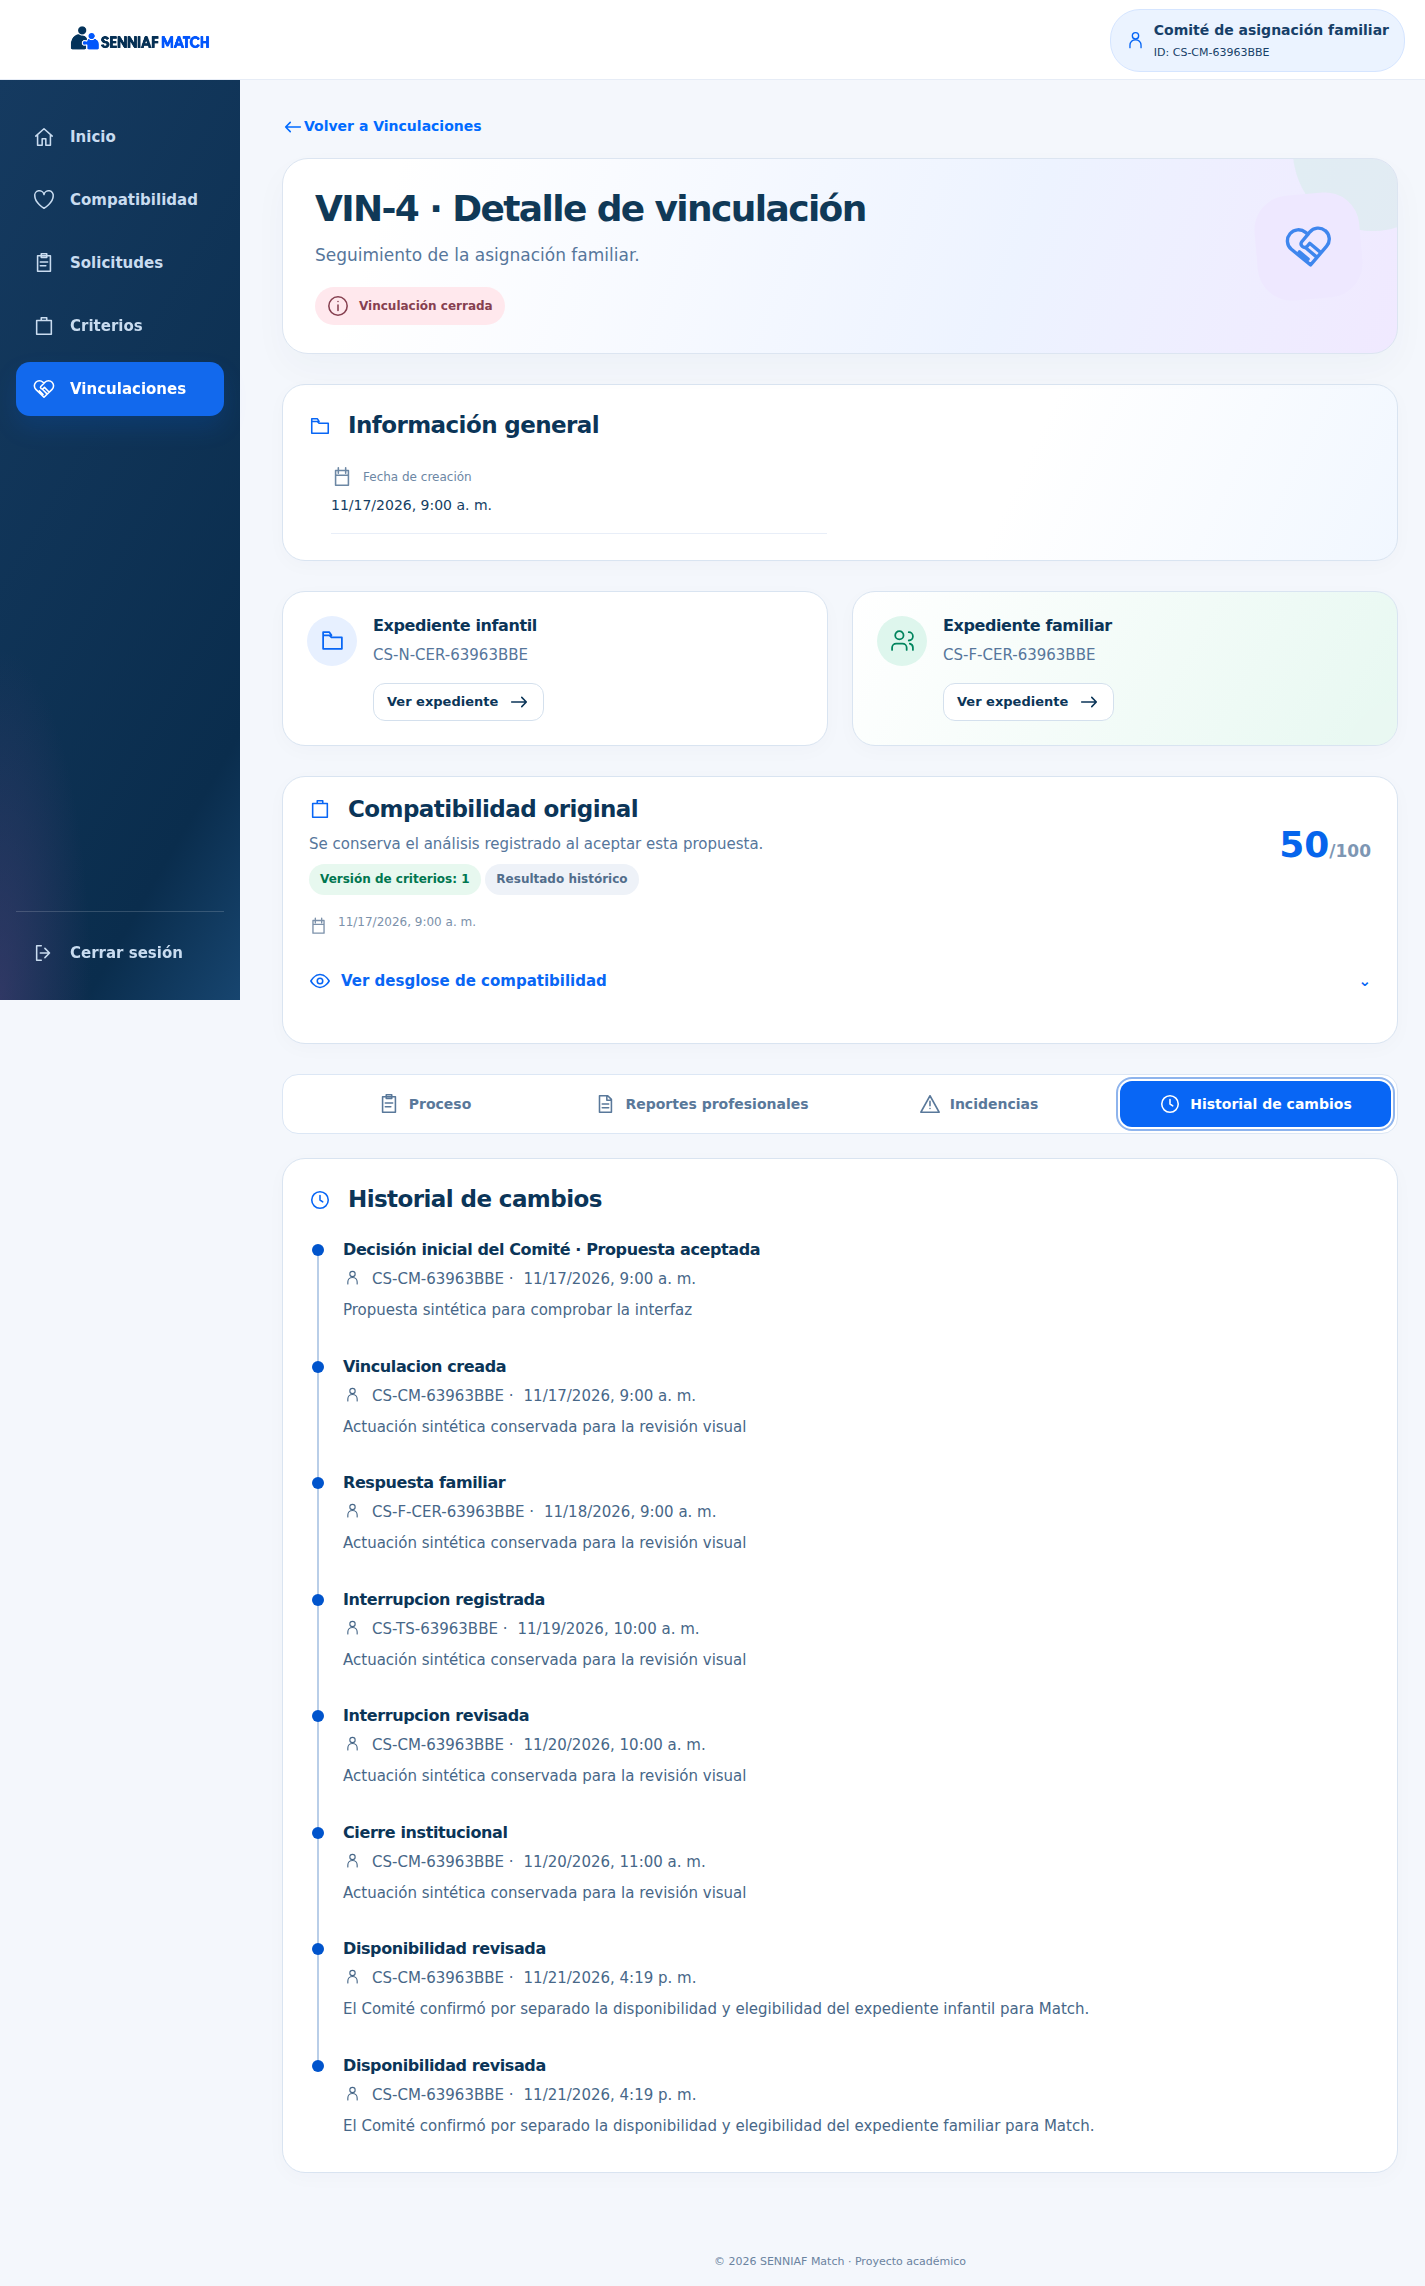 SENNIAF MATCH
Comité de asignación familiar
ID: CS-CM-63963BBE
Inicio
Compatibilidad
Solicitudes
Criterios
Vinculaciones
Cerrar sesión
Volver a Vinculaciones
VIN-4 · Detalle de vinculación
Seguimiento de la asignación familiar.
Vinculación cerrada
Información general
Fecha de creación
11/17/2026, 9:00 a. m.
Expediente infantil
CS-N-CER-63963BBE
Ver expediente
Expediente familiar
CS-F-CER-63963BBE
Ver expediente
Compatibilidad original
Se conserva el análisis registrado al aceptar esta propuesta.
50/100
Versión de criterios: 1 Resultado histórico
11/17/2026, 9:00 a. m.
Ver desglose de compatibilidad
Proceso
Reportes profesionales
Incidencias
Historial de cambios
Historial de cambios
Decisión inicial del Comité · Propuesta aceptada
CS-CM-63963BBE · 11/17/2026, 9:00 a. m.
Propuesta sintética para comprobar la interfaz
Vinculacion creada
CS-CM-63963BBE · 11/17/2026, 9:00 a. m.
Actuación sintética conservada para la revisión visual
Respuesta familiar
CS-F-CER-63963BBE · 11/18/2026, 9:00 a. m.
Actuación sintética conservada para la revisión visual
Interrupcion registrada
CS-TS-63963BBE · 11/19/2026, 10:00 a. m.
Actuación sintética conservada para la revisión visual
Interrupcion revisada
CS-CM-63963BBE · 11/20/2026, 10:00 a. m.
Actuación sintética conservada para la revisión visual
Cierre institucional
CS-CM-63963BBE · 11/20/2026, 11:00 a. m.
Actuación sintética conservada para la revisión visual
Disponibilidad revisada
CS-CM-63963BBE · 11/21/2026, 4:19 p. m.
El Comité confirmó por separado la disponibilidad y elegibilidad del expediente infantil para Match.
Disponibilidad revisada
CS-CM-63963BBE · 11/21/2026, 4:19 p. m.
El Comité confirmó por separado la disponibilidad y elegibilidad del expediente familiar para Match.
© 2026 SENNIAF Match · Proyecto académico